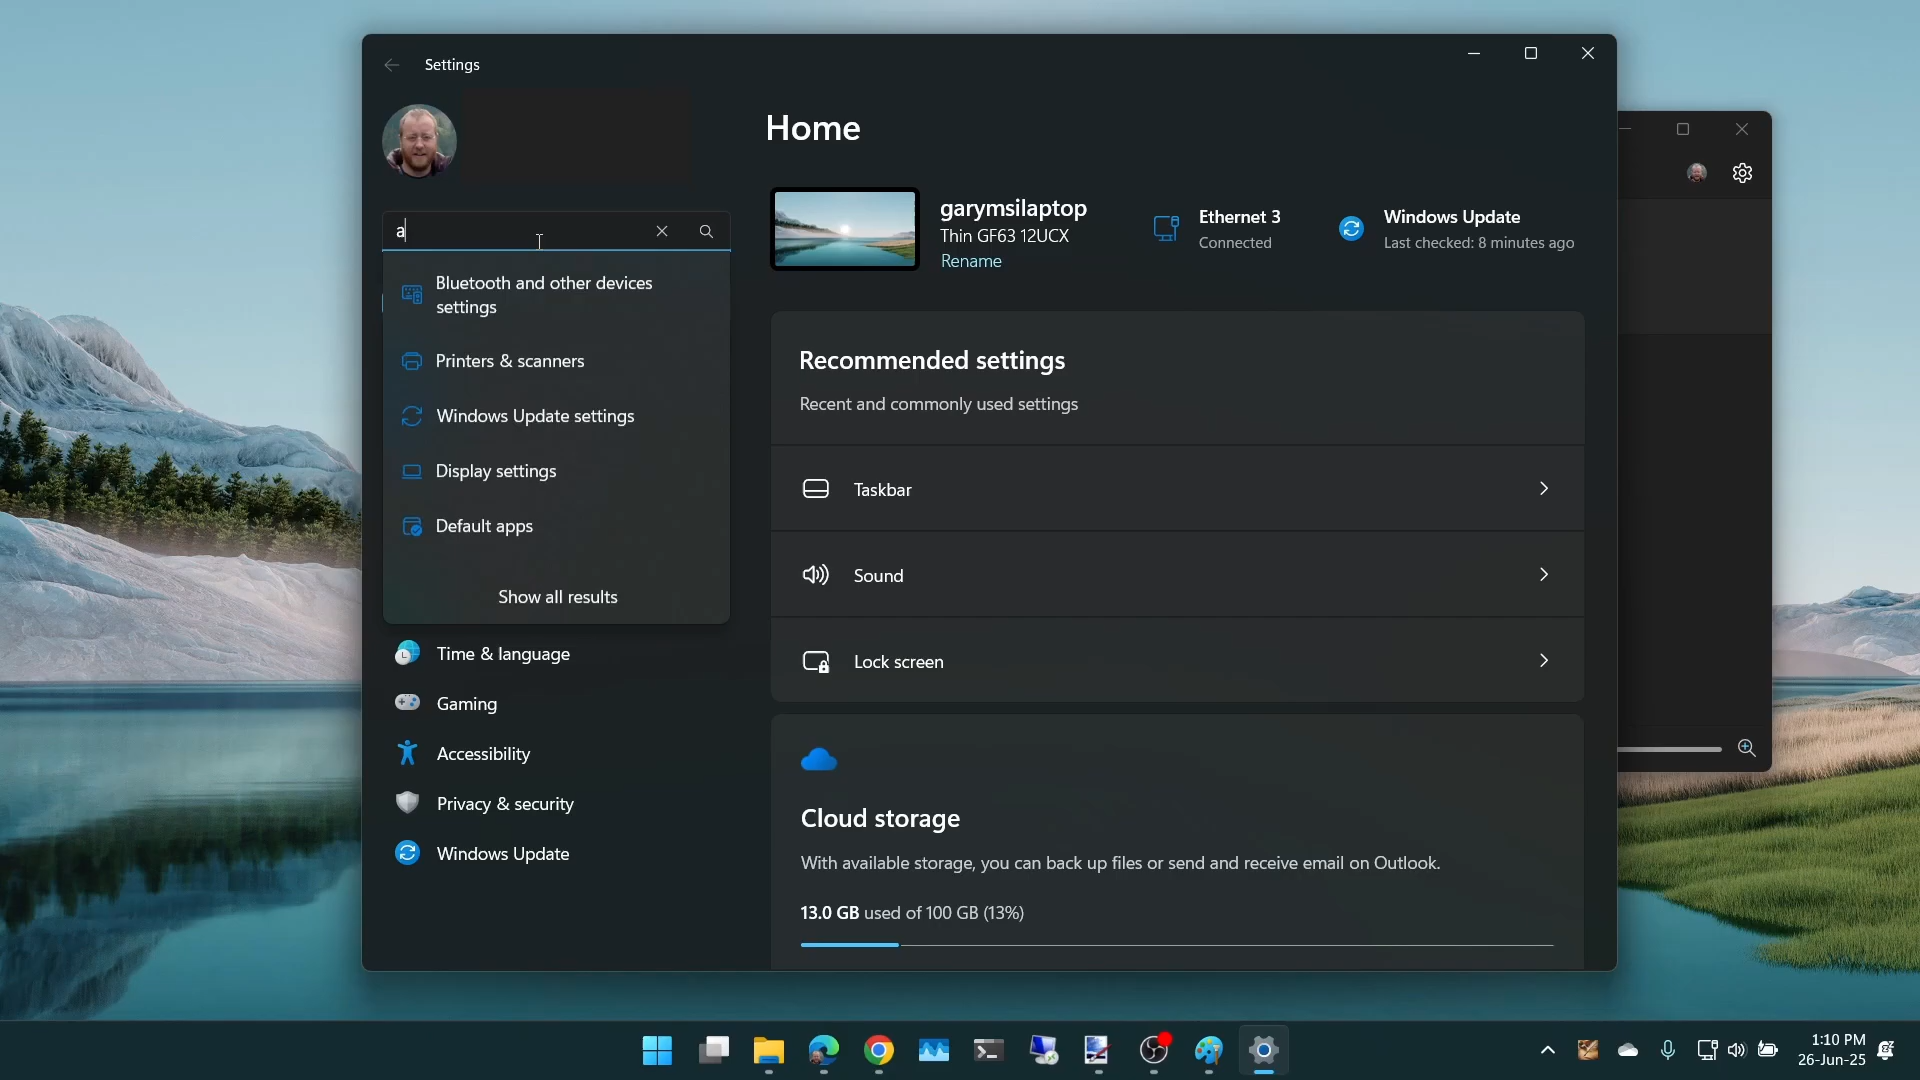 Settings
Home
garymsilaptop
Thin GF63 12UCX
Rename
Ethernet 3
Connected
Windows Update
Last checked: 8 minutes ago
a
Bluetooth and other devices
settings
Printers & scanners
Windows Update settings
Display settings
Default apps
Show all results
Time & language
Gaming
Accessibility
Privacy & security
Windows Update
Recommended settings
Recent and commonly used settings
Taskbar
Sound
Lock screen
Cloud storage
With available storage, you can back up files or send and receive email on Outlook.
13.0 GB used of 100 GB (13%)
1:10 PM
26-Jun-25